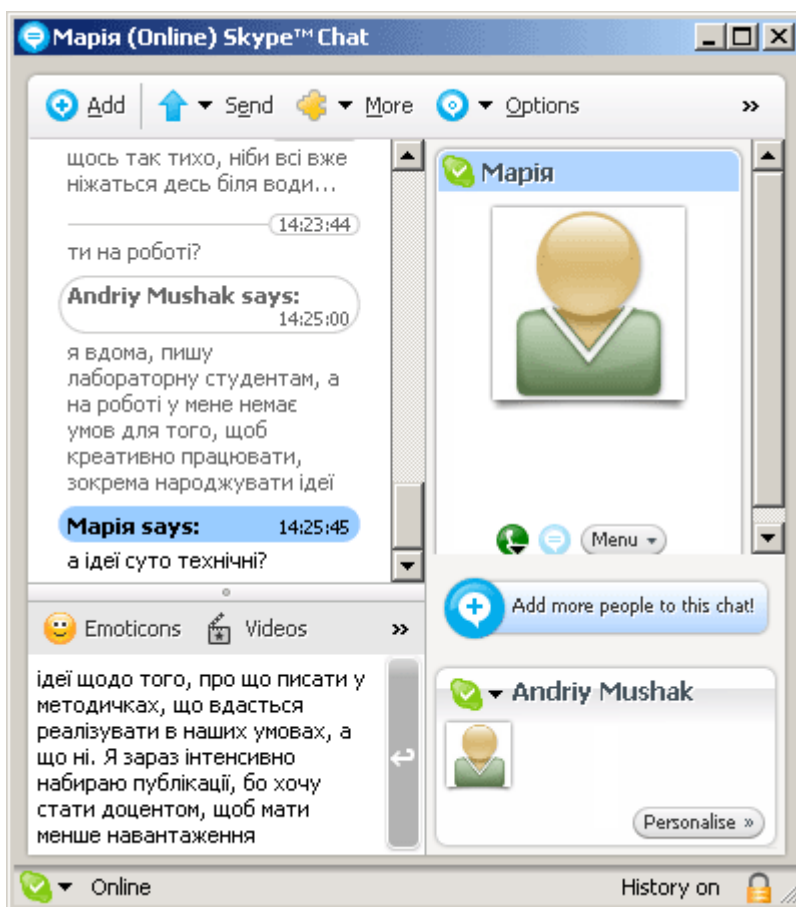 Марія (Online) Skype™ Chat
Add
Send
More
Options
»
щось так тихо, ніби всі вже
ніжаться десь біля води...
14:23:44
ти на роботі?
Andriy Mushak says:
14:25:00
я вдома, пишу
лабораторну студентам, а
на роботі у мене немає
умов для того, щоб
креативно працювати,
зокрема народжувати ідеї
Марія says: 14:25:45
а ідеї суто технічні?
Emoticons
Videos
»
ідеї щодо того, про що писати у
методичках, що вдасться
реалізувати в наших умовах, а
що ні. Я зараз інтенсивно
набираю публікації, бо хочу
стати доцентом, щоб мати
менше навантаження
Марія
Menu
Add more people to this chat!
Andriy Mushak
Personalise »
Online
History on